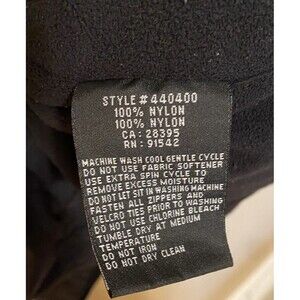 STYLE # 440400
100% NYLON
100% NYLON
CA: 28395
RN: 91542
MACHINE WASH COOL GENTLE CYCLE
DO NOT USE FABRIC SOFTENER
USE EXTRA SPIN CYCLE TO
REMOVE EXCESS MOISTURE
DO NOT LET SIT IN WASHING MACHINE
FASTEN ALL ZIPPERS AND
VELCRO TIES PRIOR TO WASHING
DO NOT USE CHLORINE BLEACH
TUMBLE DRY AT MEDIUM
TEMPERATURE
DO NOT IRON
DO NOT DRY CLEAN